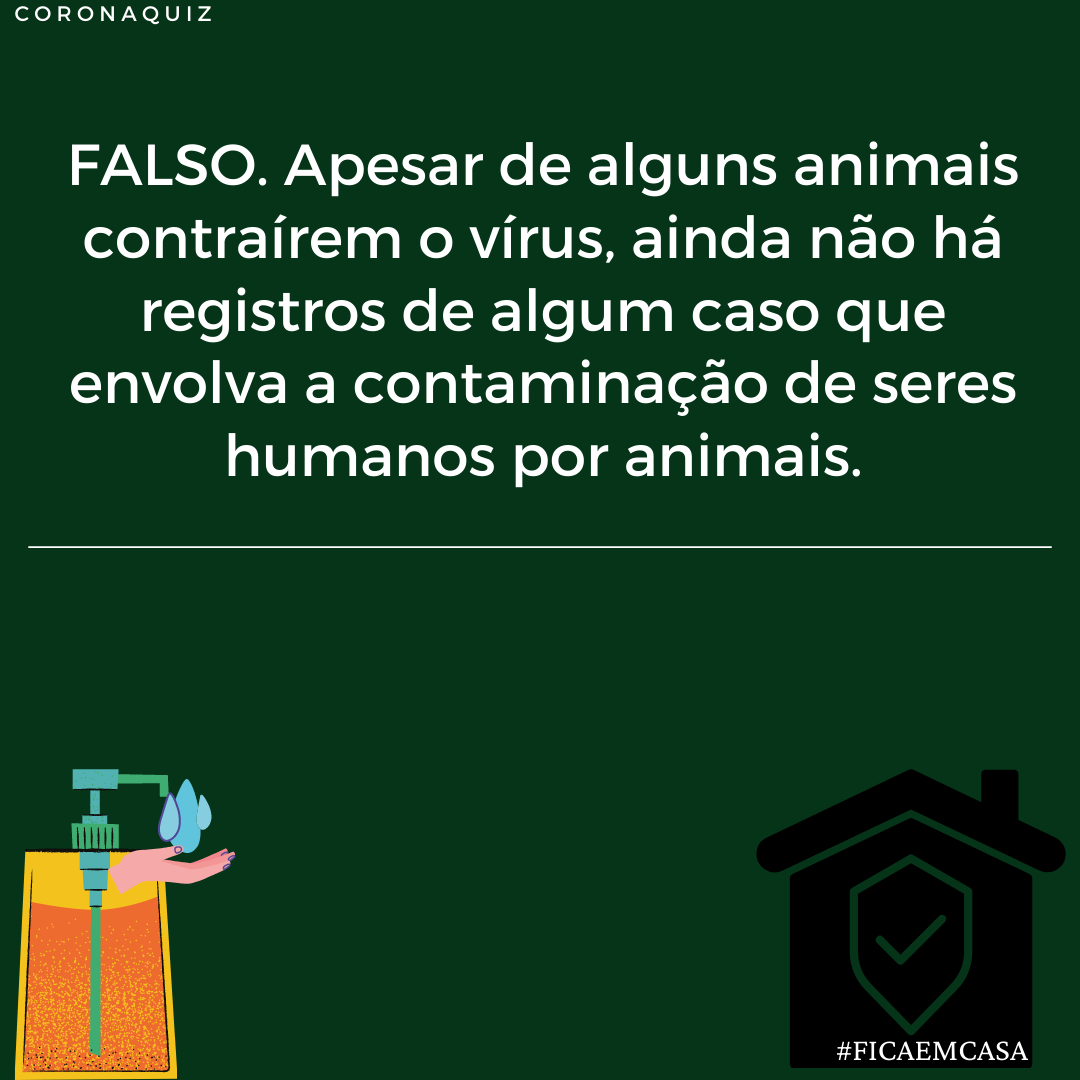 CORONAQUIZ
FALSO. Apesar de alguns animais
contraírem o vírus, ainda não há
registros de algum caso que
envolva a contaminação de seres
humanos por animais.
#FICAEMCASA